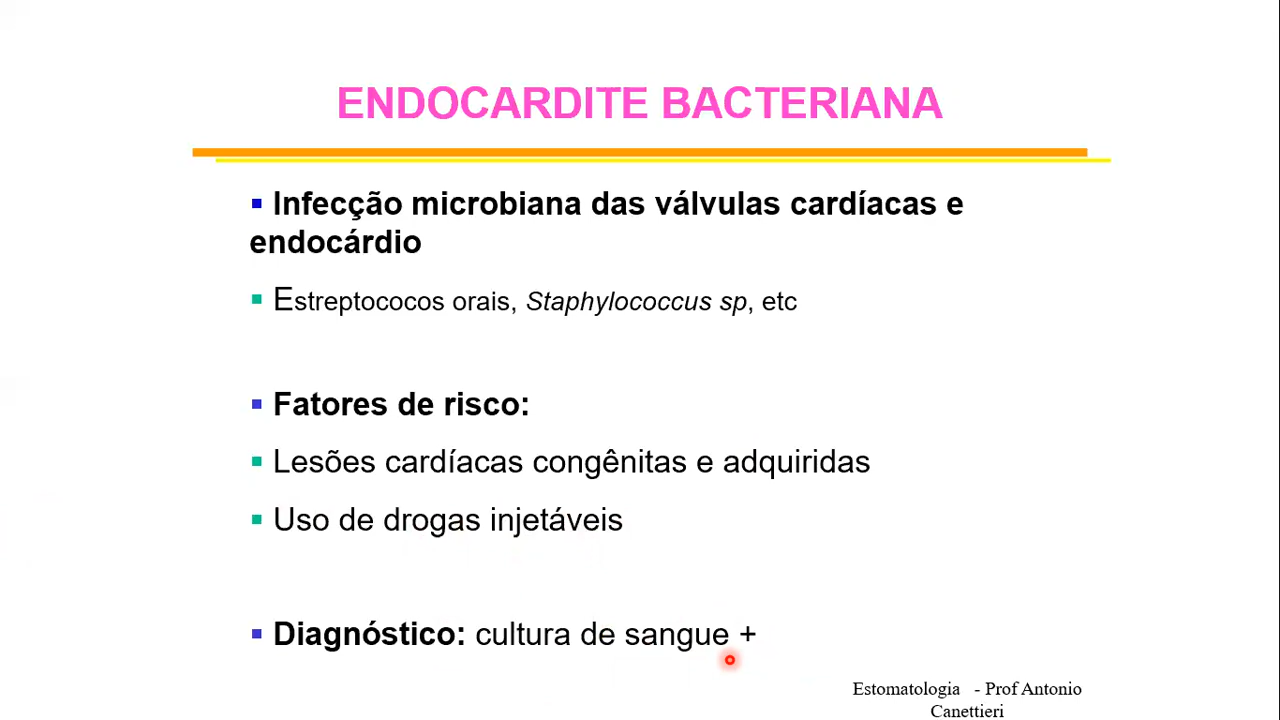 ENDOCARDITE BACTERIANA
▪ Infecção microbiana das válvulas cardíacas e
endocárdio
▪ Estreptococos orais, Staphylococcus sp, etc
▪ Fatores de risco:
▪ Lesões cardíacas congênitas e adquiridas
▪ Uso de drogas injetáveis
▪ Diagnóstico: cultura de sangue +
Estomatologia - Prof Antonio
Canettieri